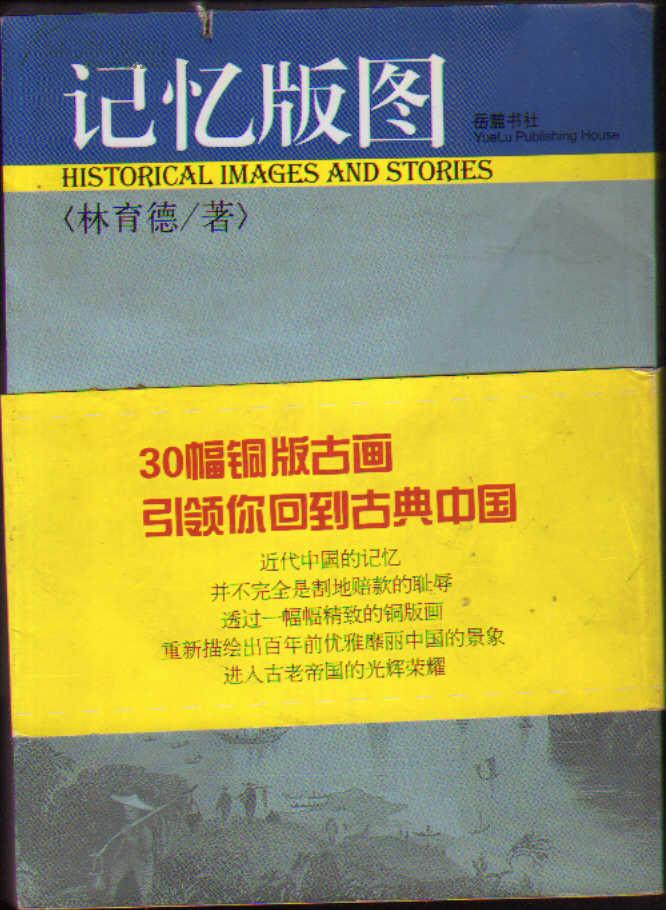 记忆版图
岳麓书社
YueLu Publishing House
HISTORICAL IMAGES AND STORIES
〈林育德/著〉
30幅铜版古画
引领你回到古典中国
近代中国的记忆
并不完全是割地赔款的耻辱
透过一幅幅精致的铜版画
重新描绘出百年前优雅靡丽中国的景象
进入古老帝国的光辉荣耀